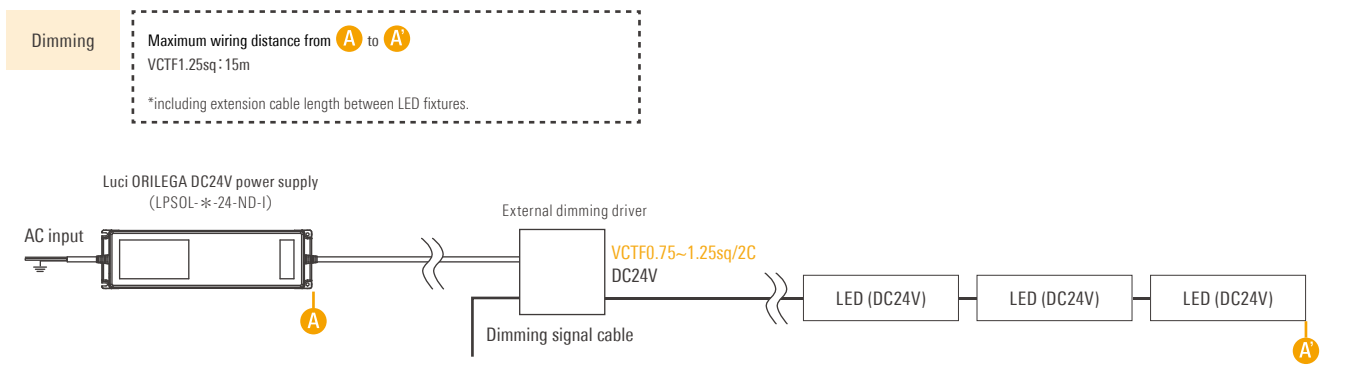 Dimming
Maximum wiring distance from A to A'
VCTF1.25sq:15m
*including extension cable length between LED fixtures.
Luci ORILEGA DC24V power supply
(LPSOL-*-24-ND-I)
AC input
A
External dimming driver
VCTF0.75~1.25sq/2C
DC24V
Dimming signal cable
LED (DC24V)
LED (DC24V)
LED (DC24V)
A'